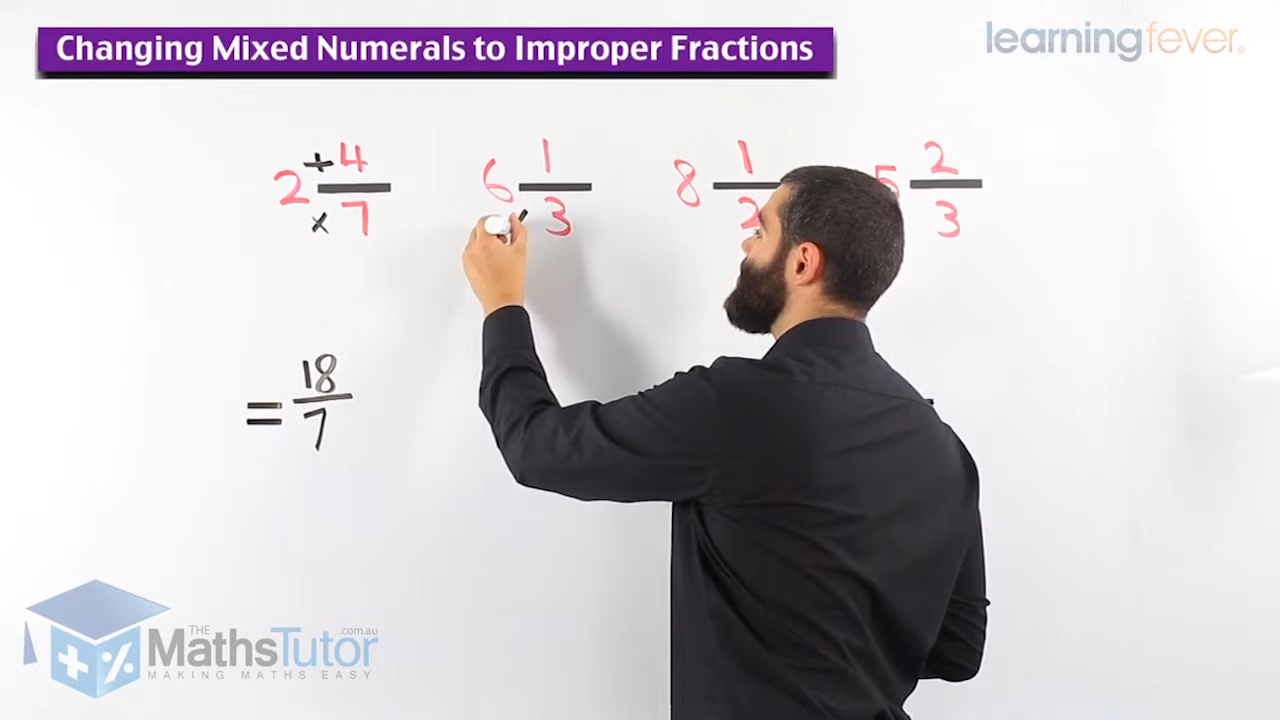 Changing Mixed Numerals to Improper Fractions
learningfever
2 + 4 6 1 8 1 5 2
× 7 3 2 3
= 18
7
THE
MathsTutor.com.au
MAKING MATHS EASY